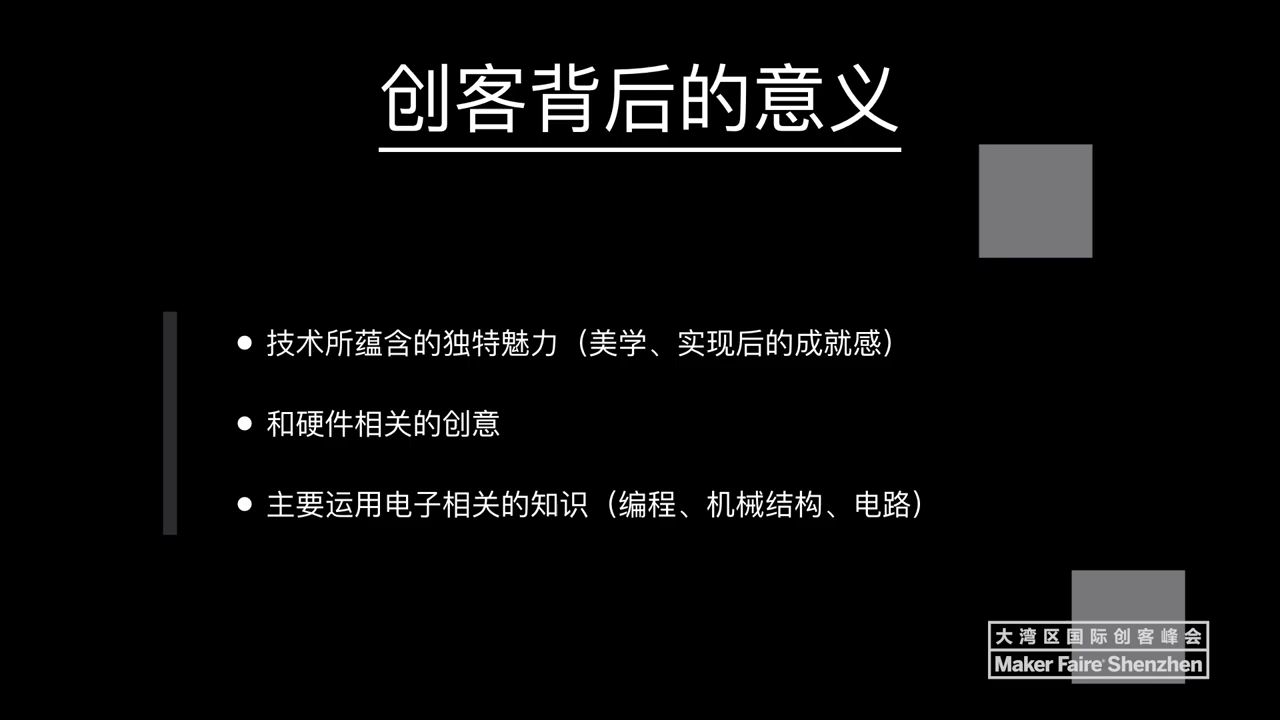 创客背后的意义
● 技术所蕴含的独特魅力（美学、实现后的成就感）
● 和硬件相关的创意
● 主要运用电子相关的知识（编程、机械结构、电路）
大湾区国际创客峰会
Maker Faire® Shenzhen